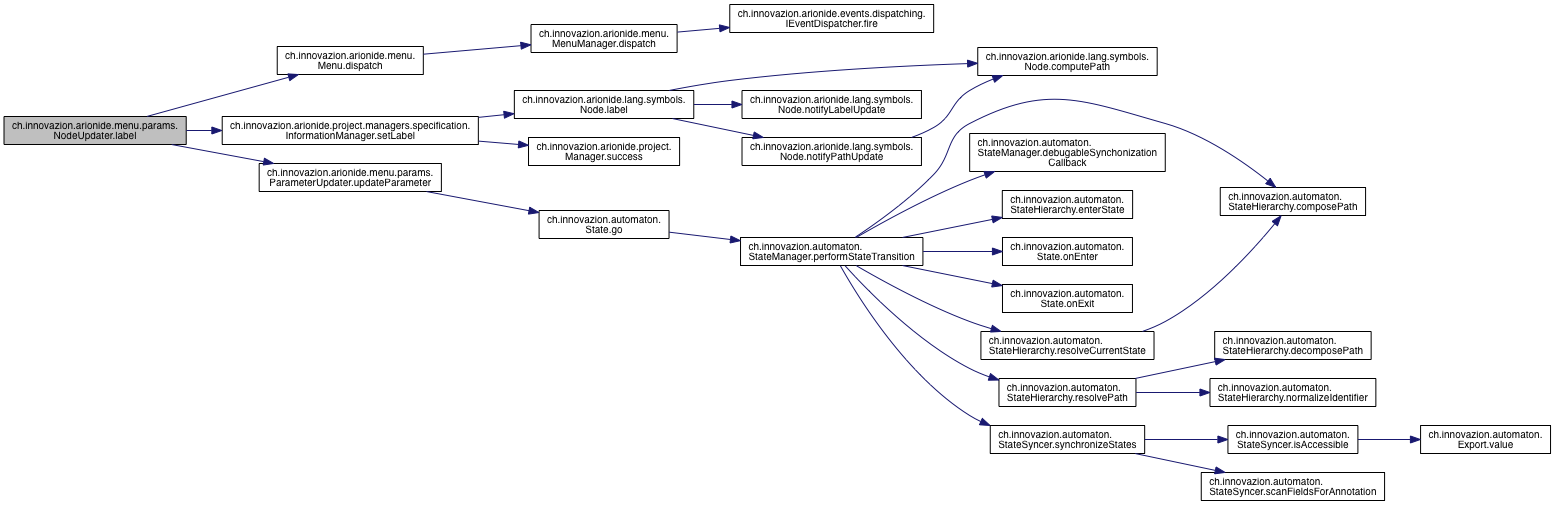 ch.innovazion.arionide.menu.params.
NodeUpdater.label
ch.innovazion.arionide.menu.
Menu.dispatch
ch.innovazion.arionide.menu.
MenuManager.dispatch
ch.innovazion.arionide.events.dispatching.
IEventDispatcher.fire
ch.innovazion.arionide.project.managers.specification.
InformationManager.setLabel
ch.innovazion.arionide.lang.symbols.
Node.label
ch.innovazion.arionide.lang.symbols.
Node.computePath
ch.innovazion.arionide.lang.symbols.
Node.notifyLabelUpdate
ch.innovazion.arionide.lang.symbols.
Node.notifyPathUpdate
ch.innovazion.arionide.project.
Manager.success
ch.innovazion.arionide.menu.params.
ParameterUpdater.updateParameter
ch.innovazion.automaton.
State.go
ch.innovazion.automaton.
StateManager.performStateTransition
ch.innovazion.automaton.
StateManager.debugableSynchonization
Callback
ch.innovazion.automaton.
StateHierarchy.composePath
ch.innovazion.automaton.
StateHierarchy.enterState
ch.innovazion.automaton.
State.onEnter
ch.innovazion.automaton.
State.onExit
ch.innovazion.automaton.
StateHierarchy.resolveCurrentState
ch.innovazion.automaton.
StateHierarchy.resolvePath
ch.innovazion.automaton.
StateHierarchy.decomposePath
ch.innovazion.automaton.
StateHierarchy.normalizeIdentifier
ch.innovazion.automaton.
StateSyncer.synchronizeStates
ch.innovazion.automaton.
StateSyncer.isAccessible
ch.innovazion.automaton.
Export.value
ch.innovazion.automaton.
StateSyncer.scanFieldsForAnnotation